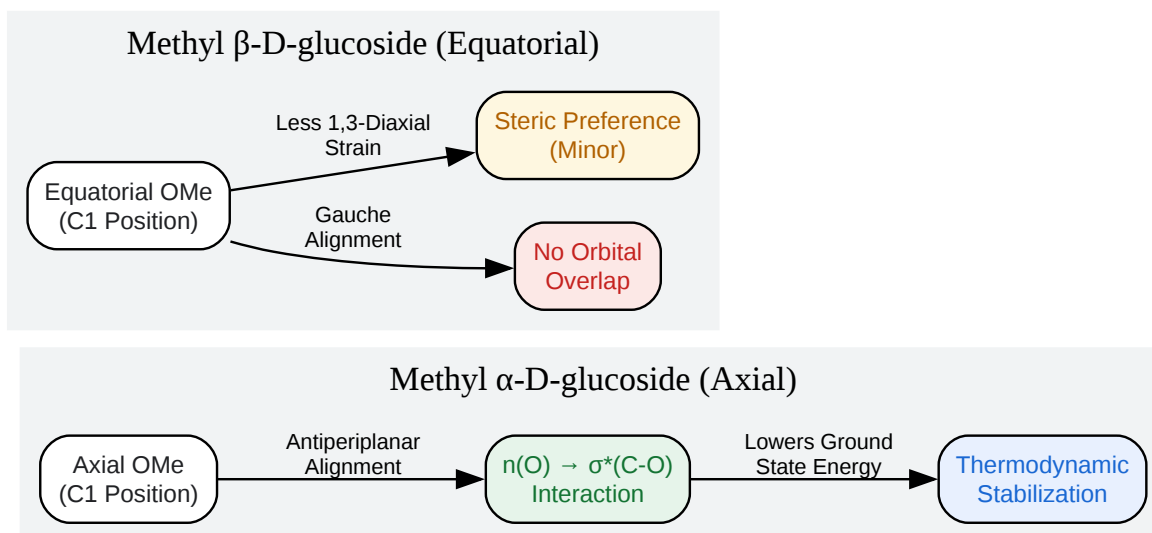 Methyl β-D-glucoside (Equatorial)
Equatorial OMe
(C1 Position)
Less 1,3-Diaxial
Strain
Steric Preference
(Minor)
Gauche
Alignment
No Orbital
Overlap
Methyl α-D-glucoside (Axial)
Axial OMe
(C1 Position)
Antiperiplanar
Alignment
n(O) → σ*(C-O)
Interaction
Lowers Ground
State Energy
Thermodynamic
Stabilization